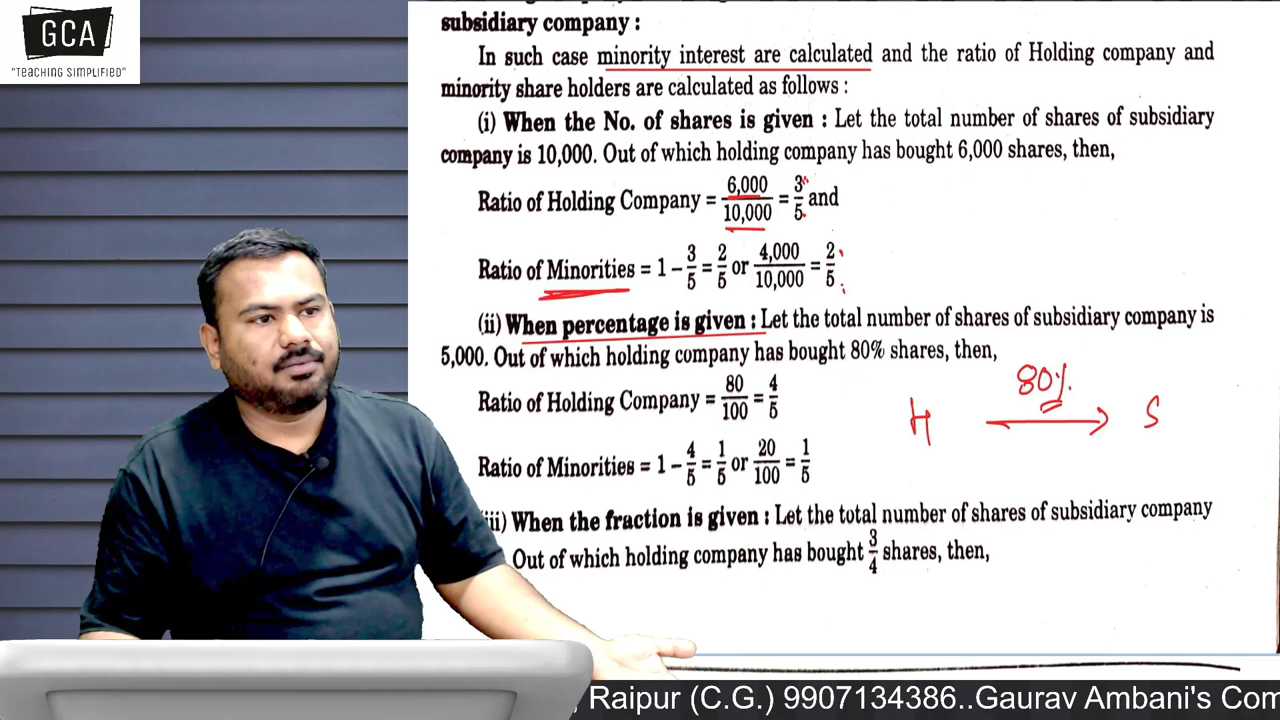 GCA
"TEACHING SIMPLIFIED"
subsidiary company :
In such case minority interest are calculated and the ratio of Holding company and
minority share holders are calculated as follows :
(i) When the No. of shares is given : Let the total number of shares of subsidiary
company is 10,000. Out of which holding company has bought 6,000 shares, then,
Ratio of Holding Company = 6,000/10,000 = 3/5 and
Ratio of Minorities = 1 - 3/5 = 2/5 or 4,000/10,000 = 2/5
(ii) When percentage is given : Let the total number of shares of subsidiary company is
5,000. Out of which holding company has bought 80% shares, then,
80%
Ratio of Holding Company = 80/100 = 4/5
H S
Ratio of Minorities = 1 - 4/5 = 1/5 or 20/100 = 1/5
ii) When the fraction is given : Let the total number of shares of subsidiary company
Out of which holding company has bought 3/4 shares, then,
Raipur (C.G.) 9907134386..Gaurav Ambani's Com